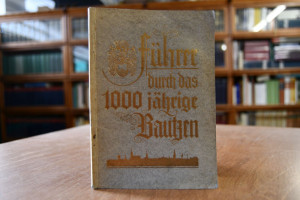 Führer
durch das
1000 jährige
Bautzen